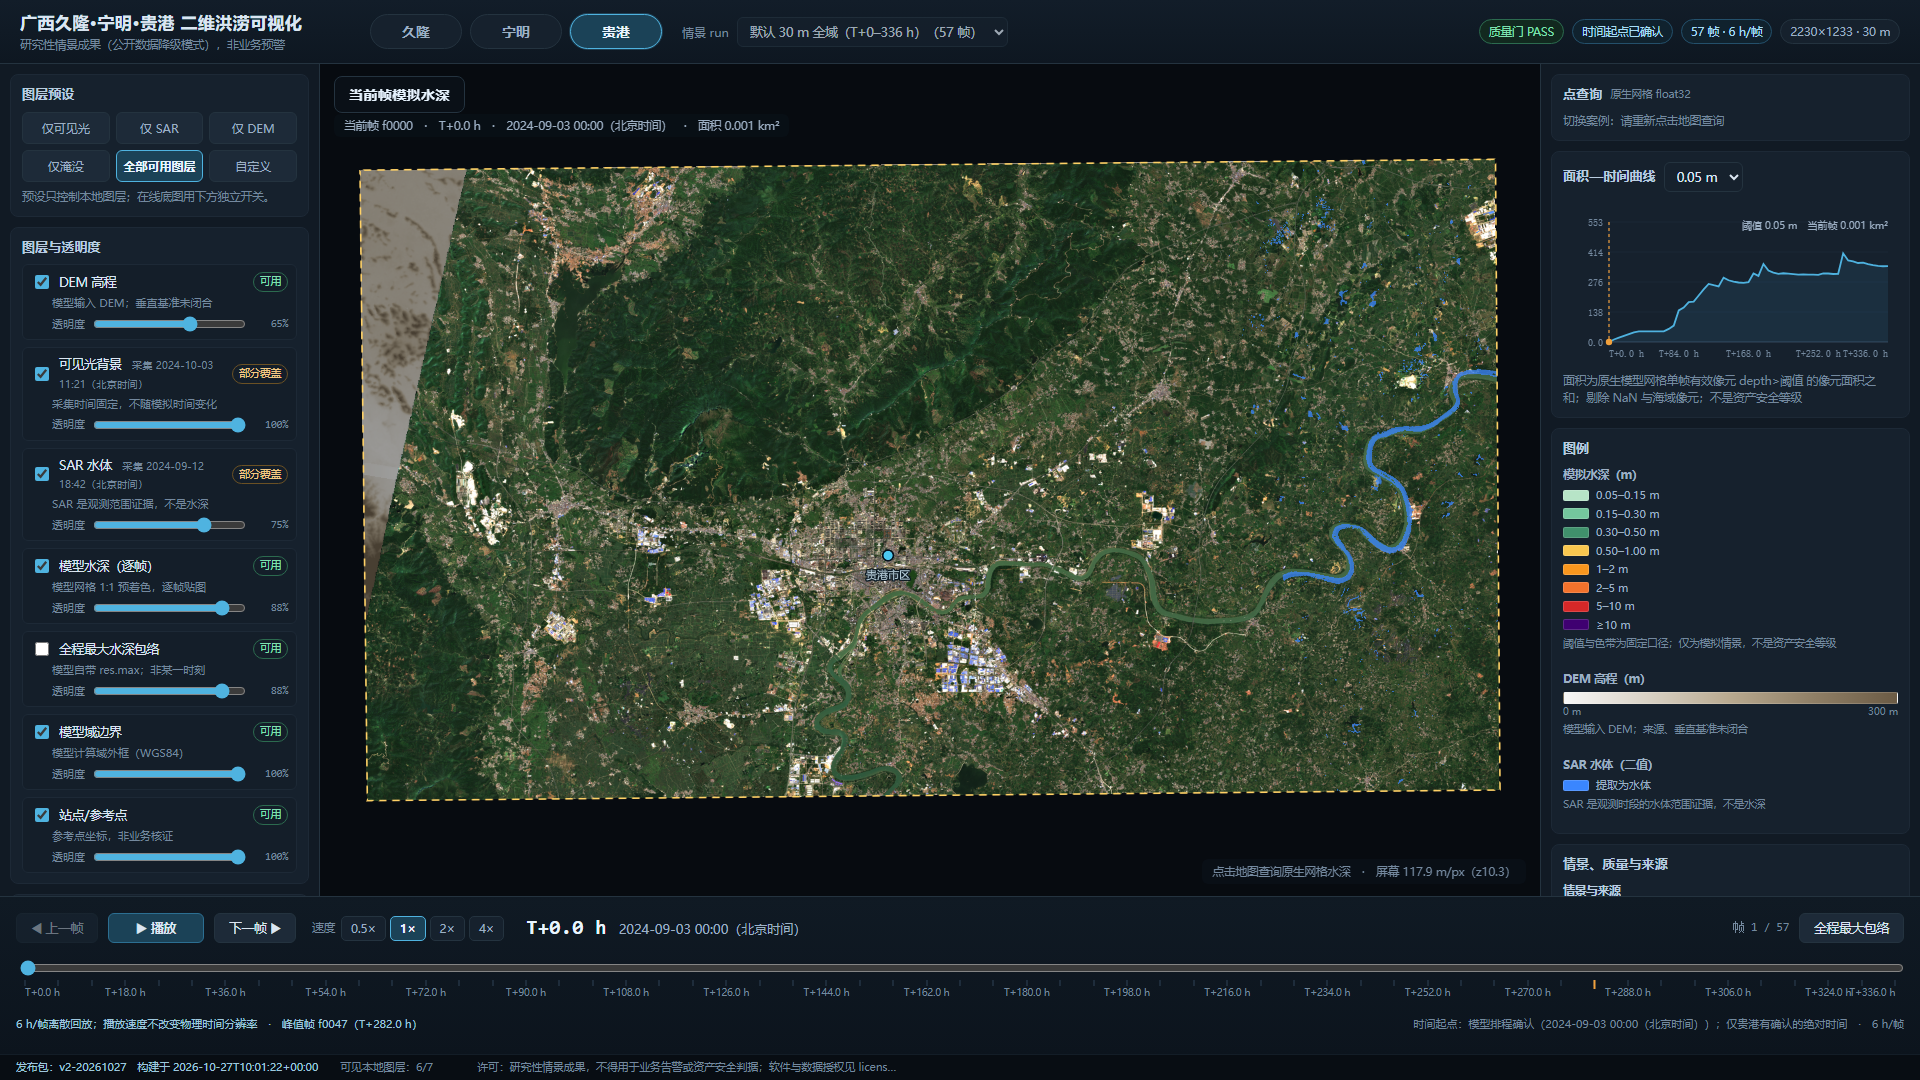 广西久隆•宁明•贵港 二维洪涝可视化
研究性情景成果（公开数据降级模式），非业务预警
久隆
宁明
贵港
情景 run
默认 30 m 全域（T+0–336 h）（57 帧）
质量门 PASS
时间起点已确认
57 帧 · 6 h/帧
2230×1233 · 30 m
图层预设
仅可见光
仅 SAR
仅 DEM
仅淹没
全部可用图层
自定义
预设只控制本地图层；在线底图用下方独立开关。
图层与透明度
DEM 高程
可用
模型输入 DEM；垂直基准未闭合
透明度
65%
可见光背景 采集 2024-10-03
11:21（北京时间）
部分覆盖
采集时间固定，不随模拟时间变化
透明度
100%
SAR 水体 采集 2024-09-12
18:42（北京时间）
部分覆盖
SAR 是观测范围证据，不是水深
透明度
75%
模型水深（逐帧）
可用
模型网格 1:1 预着色，逐帧贴图
透明度
88%
全程最大水深包络
可用
模型自带 res.max；非某一时刻
透明度
88%
模型域边界
可用
模型计算域外框（WGS84）
透明度
100%
站点/参考点
可用
参考点坐标，非业务核证
透明度
100%
当前帧模拟水深
当前帧 f0000 · T+0.0 h · 2024-09-03 00:00（北京时间） · 面积 0.001 km²
贵港市区
点击地图查询原生网格水深 · 屏幕 117.9 m/px（z10.3）
点查询 原生网格 float32
切换案例：请重新点击地图查询
面积—时间曲线
0.05 m
阈值 0.05 m 当前帧 0.001 km²
553
414
276
138
0.0
T+0.0 h
T+84.0 h
T+168.0 h
T+252.0 h
T+336.0 h
面积为原生模型网格单帧有效像元 depth>阈值 的像元面积之
和；剔除 NaN 与海域像元；不是资产安全等级
图例
模拟水深（m）
0.05–0.15 m
0.15–0.30 m
0.30–0.50 m
0.50–1.00 m
1–2 m
2–5 m
5–10 m
≥10 m
阈值与色带为固定口径；仅为模拟情景，不是资产安全等级
DEM 高程（m）
0 m
300 m
模型输入 DEM；来源、垂直基准未闭合
SAR 水体（二值）
提取为水体
SAR 是观测时段的水体范围证据，不是水深
情景、质量与来源
情景与来源
◀ 上一帧
▶ 播放
下一帧 ▶
速度
0.5×
1×
2×
4×
T+0.0 h
2024-09-03 00:00（北京时间）
帧 1 / 57
全程最大包络
T+0.0 h
T+18.0 h
T+36.0 h
T+54.0 h
T+72.0 h
T+90.0 h
T+108.0 h
T+126.0 h
T+144.0 h
T+162.0 h
T+180.0 h
T+198.0 h
T+216.0 h
T+234.0 h
T+252.0 h
T+270.0 h
T+288.0 h
T+306.0 h
T+324.0 h
T+336.0 h
6 h/帧离散回放；播放速度不改变物理时间分辨率 · 峰值帧 f0047（T+282.0 h）
时间起点：模型排程确认（2024-09-03 00:00（北京时间））；仅贵港有确认的绝对时间 · 6 h/帧
发布包：v2-20261027 构建于 2026-10-27T10:01:22+00:00
可见本地图层：6/7
许可：研究性情景成果，不得用于业务告警或资产安全判据；软件与数据授权见 licens…